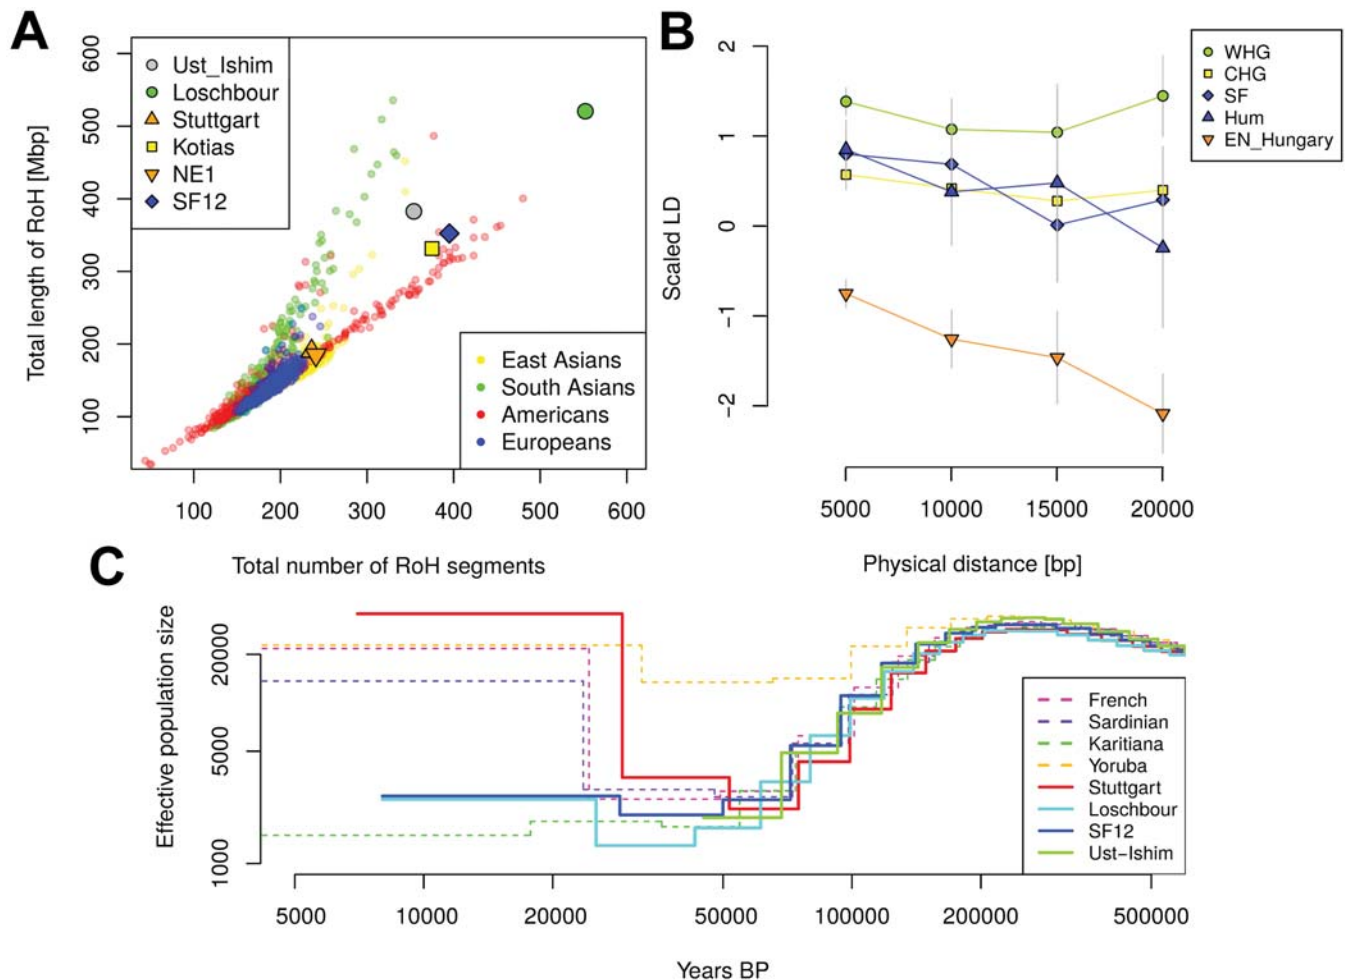 A
600
500
400
300
200
100
Total length of RoH [Mbp]
Ust_Ishim
Loschbour
Stuttgart
Kotias
NE1
SF12
East Asians
South Asians
Americans
Europeans
100 200 300 400 500 600
Total number of RoH segments
B
2
1
0
−1
−2
Scaled LD
WHG
CHG
SF
Hum
EN_Hungary
5000 10000 15000 20000
Physical distance [bp]
C
Effective population size
20000
5000
1000
French
Sardinian
Karitiana
Yoruba
Stuttgart
Loschbour
SF12
Ust−Ishim
5000 10000 20000 50000 100000 200000 500000
Years BP